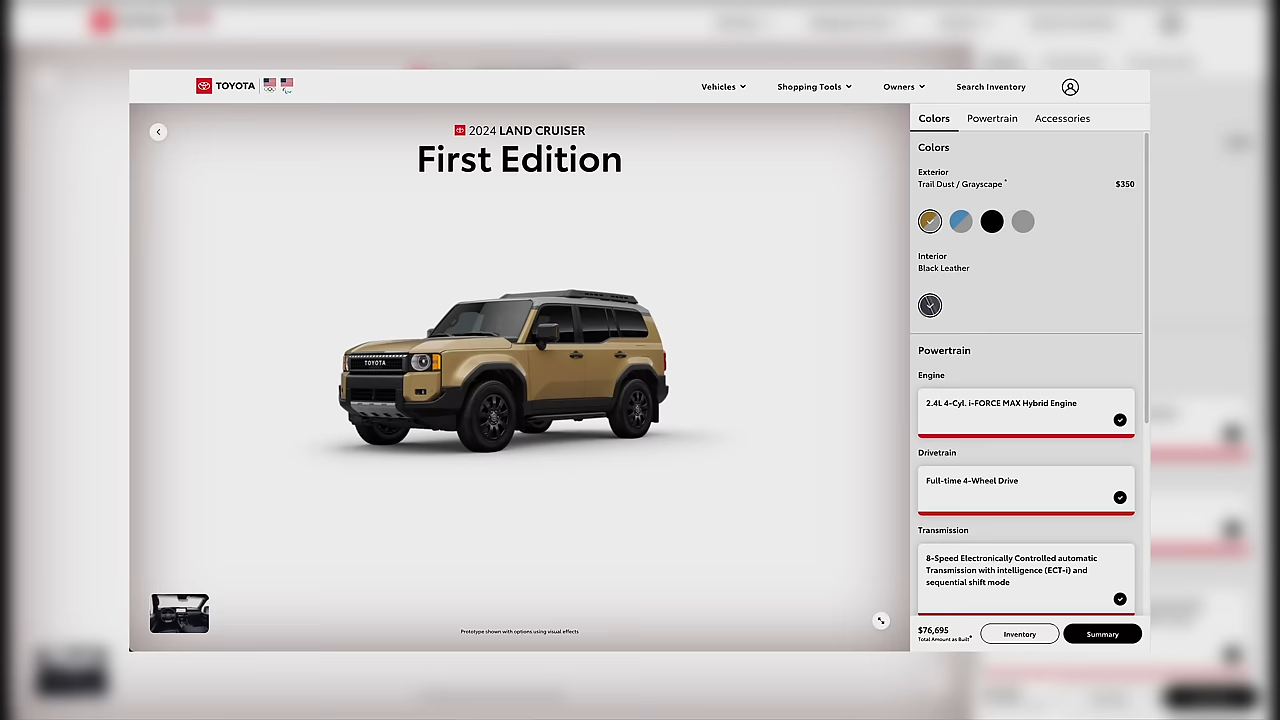 TOYOTA
Vehicles
Shopping Tools
Owners
Search Inventory
2024 LAND CRUISER
First Edition
TOYOTA
Prototype shown with options using visual effects
Colors
Powertrain
Accessories
Colors
Exterior
Trail Dust / Grayscape *
$350
Interior
Black Leather
Powertrain
Engine
2.4L 4-Cyl. i-FORCE MAX Hybrid Engine
Drivetrain
Full-time 4-Wheel Drive
Transmission
8-Speed Electronically Controlled automatic
Transmission with intelligence (ECT-i) and
sequential shift mode
$76,695
Total Amount as Built*
Inventory
Summary